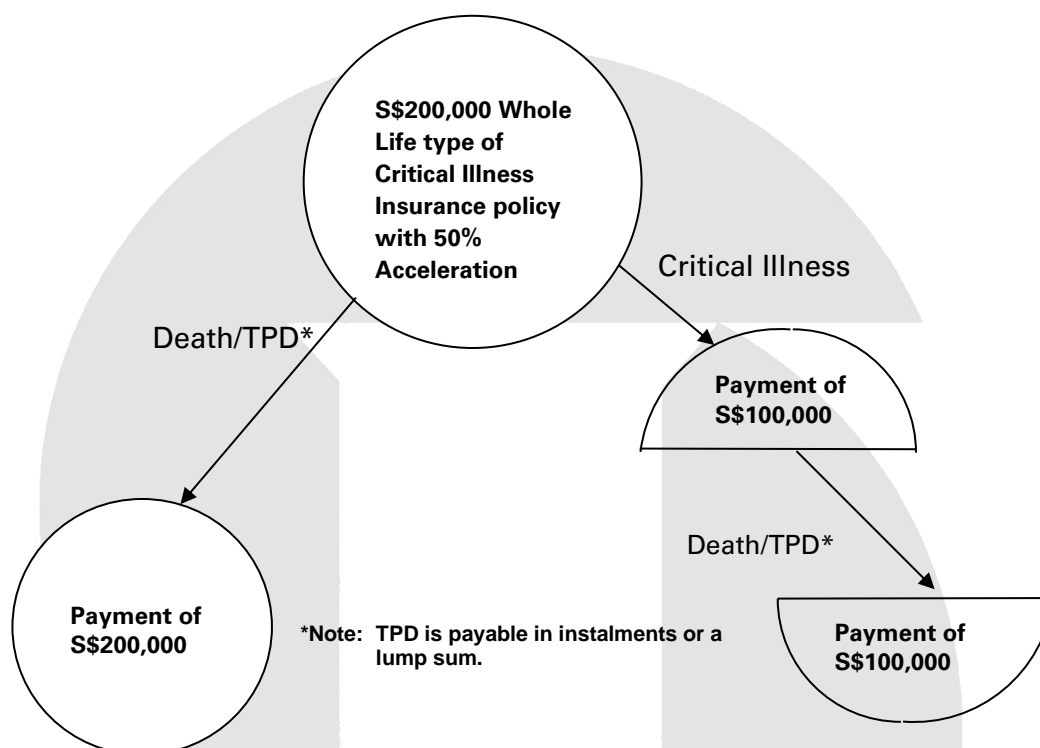 S$200,000 Whole
Life type of
Critical Illness
Insurance policy
with 50%
Acceleration
Critical Illness
Death/TPD*
Payment of
S$100,000
Death/TPD*
Payment of
S$200,000
*Note: TPD is payable in instalments or a
lump sum.
Payment of
S$100,000